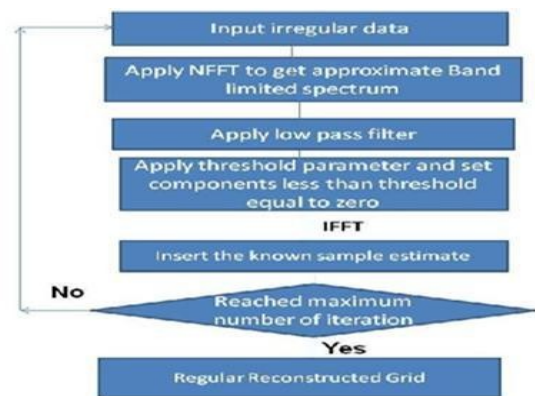 Input irregular data
Apply NFFT to get approximate Band
limited spectrum
Apply low pass filter
Apply threshold parameter and set
components less than threshold
equal to zero
IFFT
Insert the known sample estimate
No
Reached maximum
number of iteration
Yes
Regular Reconstructed Grid